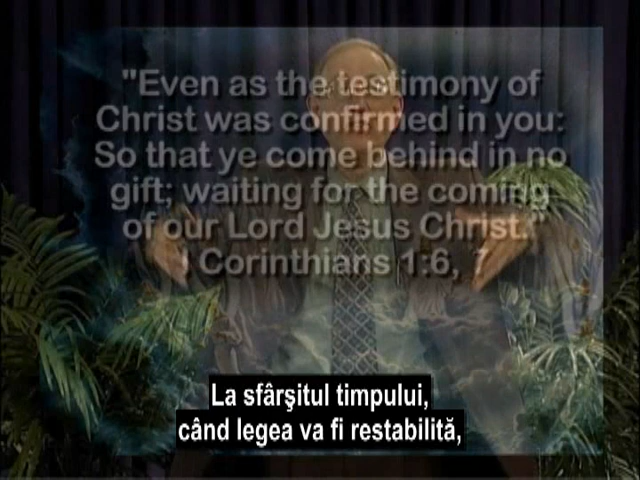 "Even as the testimony of
Christ was confirmed in you:
So that ye come behind in no
gift; waiting for the coming
of our Lord Jesus Christ."
I Corinthians 1:6, 7
La sfârşitul timpului,
când legea va fi restabilită,